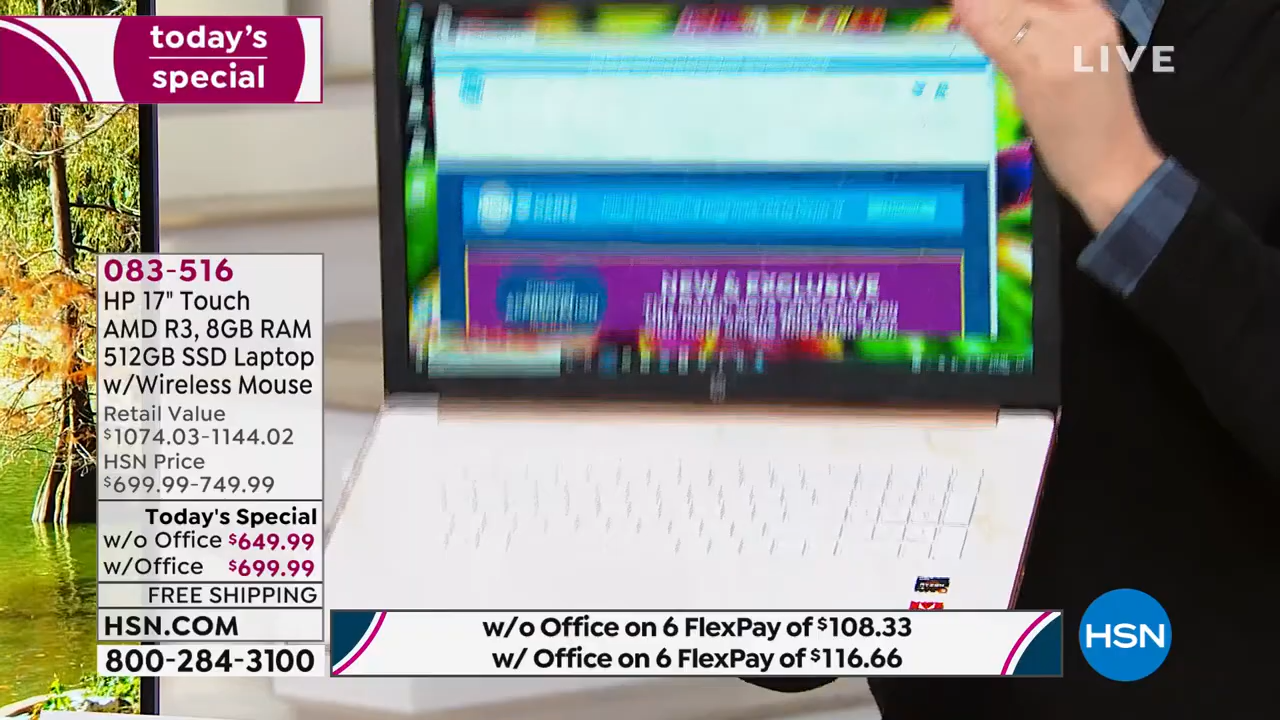 today's
special
LIVE
NEW & EXCLUSIVE
083-516
HP 17" Touch
AMD R3, 8GB RAM
512GB SSD Laptop
w/Wireless Mouse
Retail Value
$1074.03-1144.02
HSN Price
$699.99-749.99
Today's Special
w/o Office $649.99
w/Office $699.99
FREE SHIPPING
HSN.COM
800-284-3100
w/o Office on 6 FlexPay of $108.33
w/ Office on 6 FlexPay of $116.66
HSN